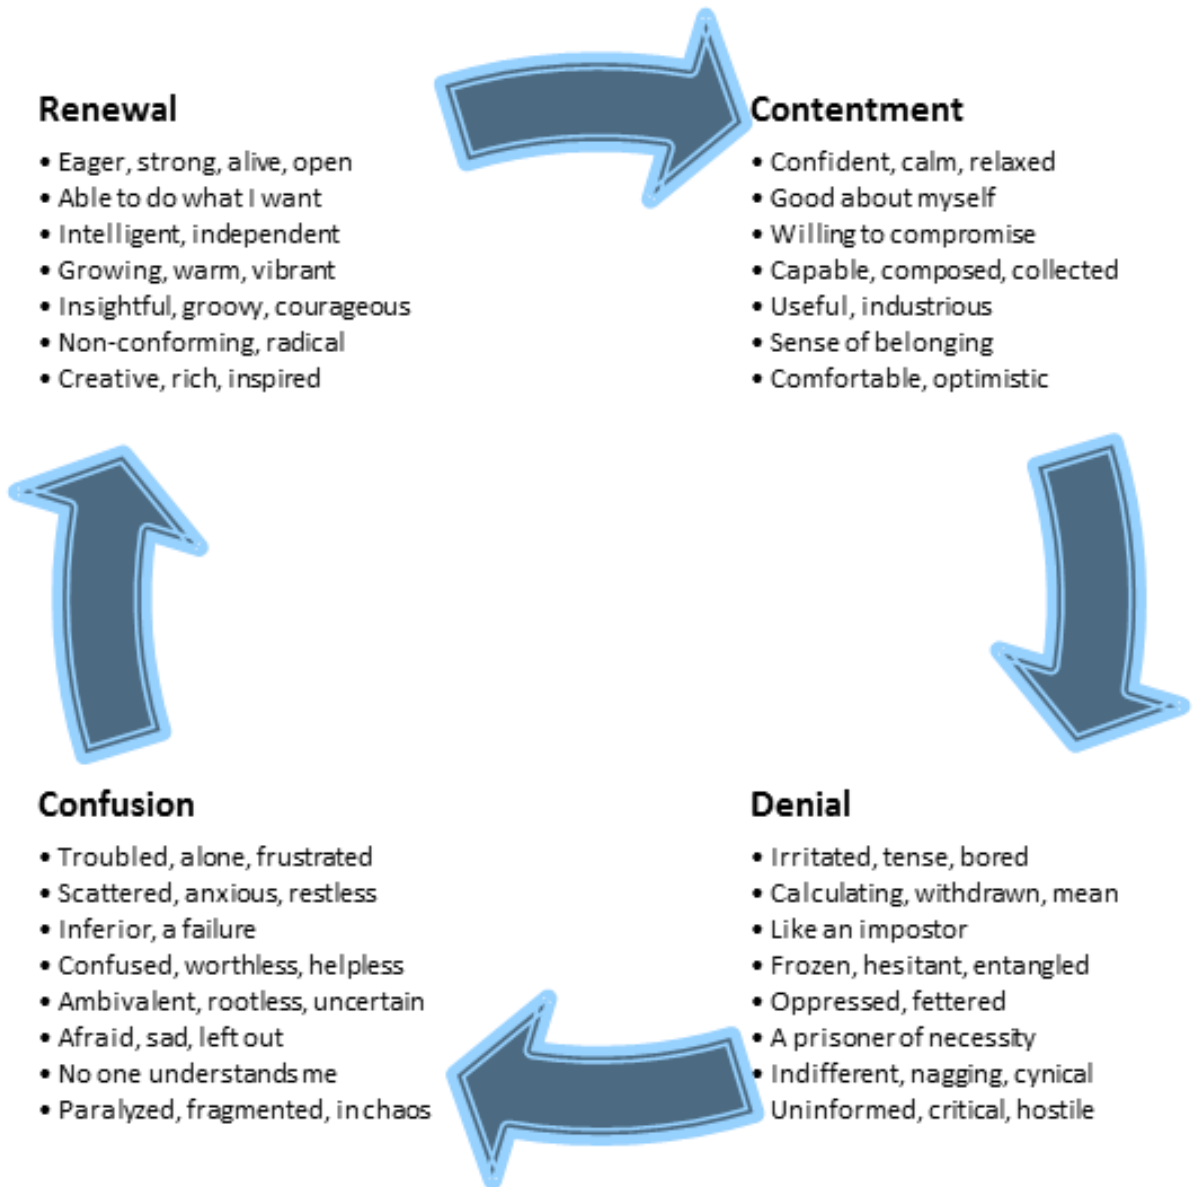 Renewal
• Eager, strong, alive, open
• Able to do what I want
• Intelligent, independent
• Growing, warm, vibrant
• Insightful, groovy, courageous
• Non-conforming, radical
• Creative, rich, inspired
Contentment
• Confident, calm, relaxed
• Good about myself
• Willing to compromise
• Capable, composed, collected
• Useful, industrious
• Sense of belonging
• Comfortable, optimistic
Confusion
• Troubled, alone, frustrated
• Scattered, anxious, restless
• Inferior, a failure
• Confused, worthless, helpless
• Ambivalent, rootless, uncertain
• Afraid, sad, left out
• No one understands me
• Paralyzed, fragmented, in chaos
Denial
• Irritated, tense, bored
• Calculating, withdrawn, mean
• Like an impostor
• Frozen, hesitant, entangled
• Oppressed, fettered
• A prisoner of necessity
• Indifferent, nagging, cynical
Uninformed, critical, hostile